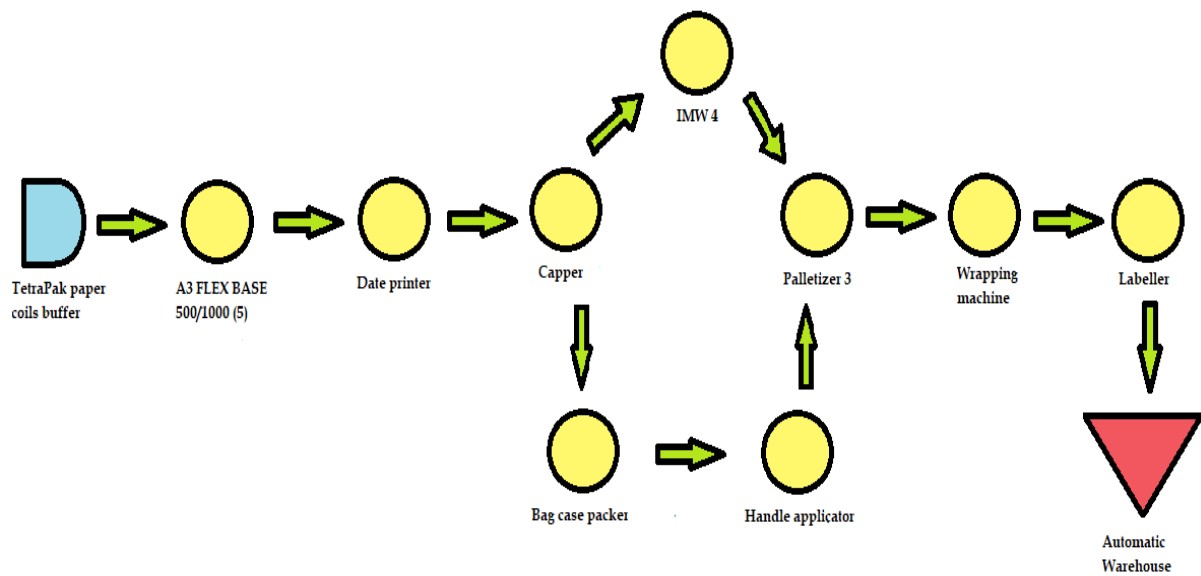 IMW 4
TetraPak paper
coils buffer
A3 FLEX BASE
500/1000 (5)
Date printer
Capper
Palletizer 3
Wrapping
machine
Labeller
Bag case packer
Handle applicator
Automatic
Warehouse